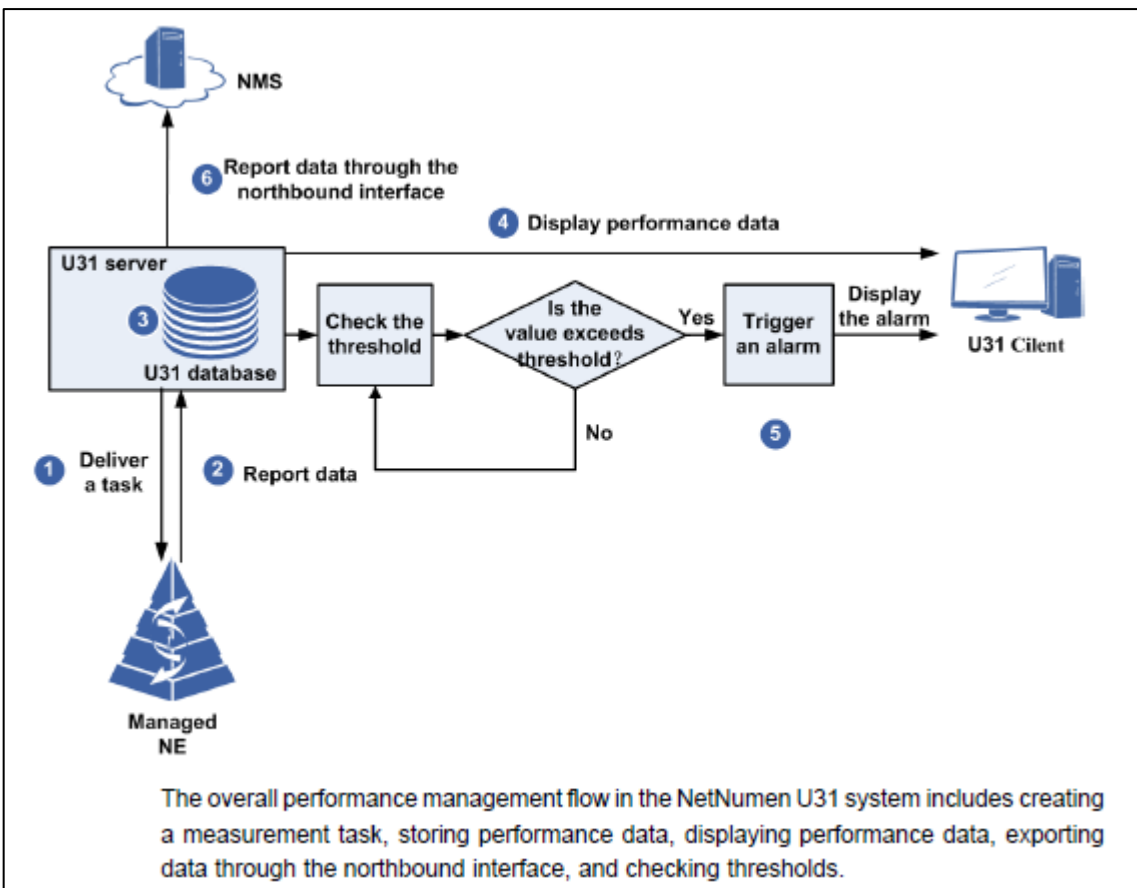 NMS
6
Report data through the
northbound interface
4
Display performance data
U31 server
3
U31 database
Check the
threshold
Is the
value exceeds
threshold?
Yes
Trigger
an alarm
Display
the alarm
U31 Cilent
No
5
1
Deliver
a task
2
Report data
Managed
NE
The overall performance management flow in the NetNumen U31 system includes creating
a measurement task, storing performance data, displaying performance data, exporting
data through the northbound interface, and checking thresholds.